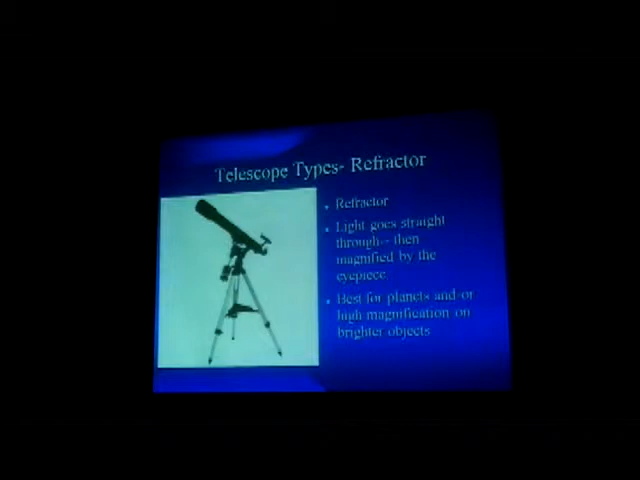 Telescope Types- Refractor
Refractor
Light goes straight
through-- then
magnified by the
eyepiece.
Best for planets and/or
high magnification on
brighter objects